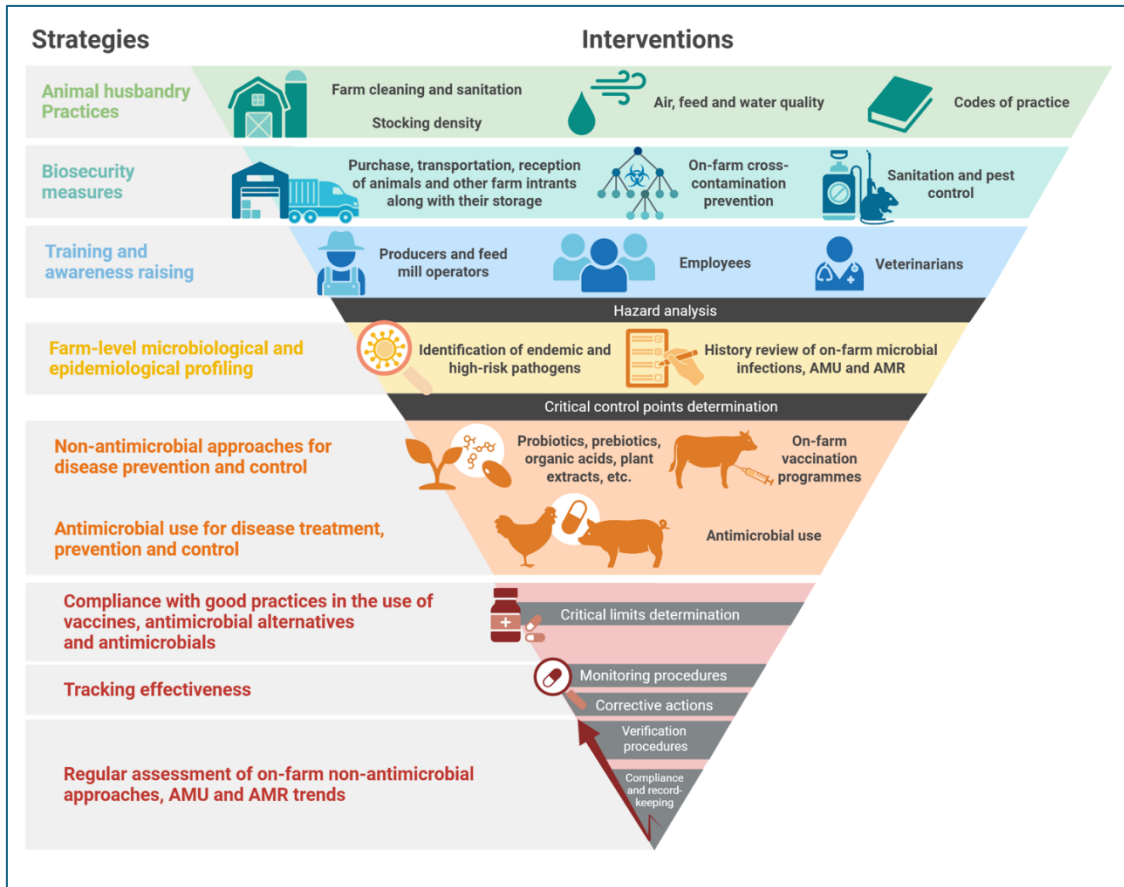 Strategies
Interventions
Animal husbandry
Practices
Farm cleaning and sanitation
Stocking density
Air, feed and water quality
Codes of practice
Biosecurity
measures
Purchase, transportation, reception
of animals and other farm intrants
along with their storage
On-farm cross-
contamination
prevention
Sanitation and pest
control
Training and
awareness raising
Producers and feed
mill operators
Employees
Veterinarians
Hazard analysis
Farm-level microbiological and
epidemiological profiling
Identification of endemic and
high-risk pathogens
History review of on-farm microbial
infections, AMU and AMR
Critical control points determination
Non-antimicrobial approaches for
disease prevention and control
Probiotics, prebiotics,
organic acids, plant
extracts, etc.
On-farm
vaccination
programmes
Antimicrobial use for disease treatment,
prevention and control
Antimicrobial use
Compliance with good practices in the use of
vaccines, antimicrobial alternatives
and antimicrobials
Critical limits determination
Tracking effectiveness
Monitoring procedures
Corrective actions
Regular assessment of on-farm non-antimicrobial
approaches, AMU and AMR trends
Verification
procedures
Compliance
and record-
keeping